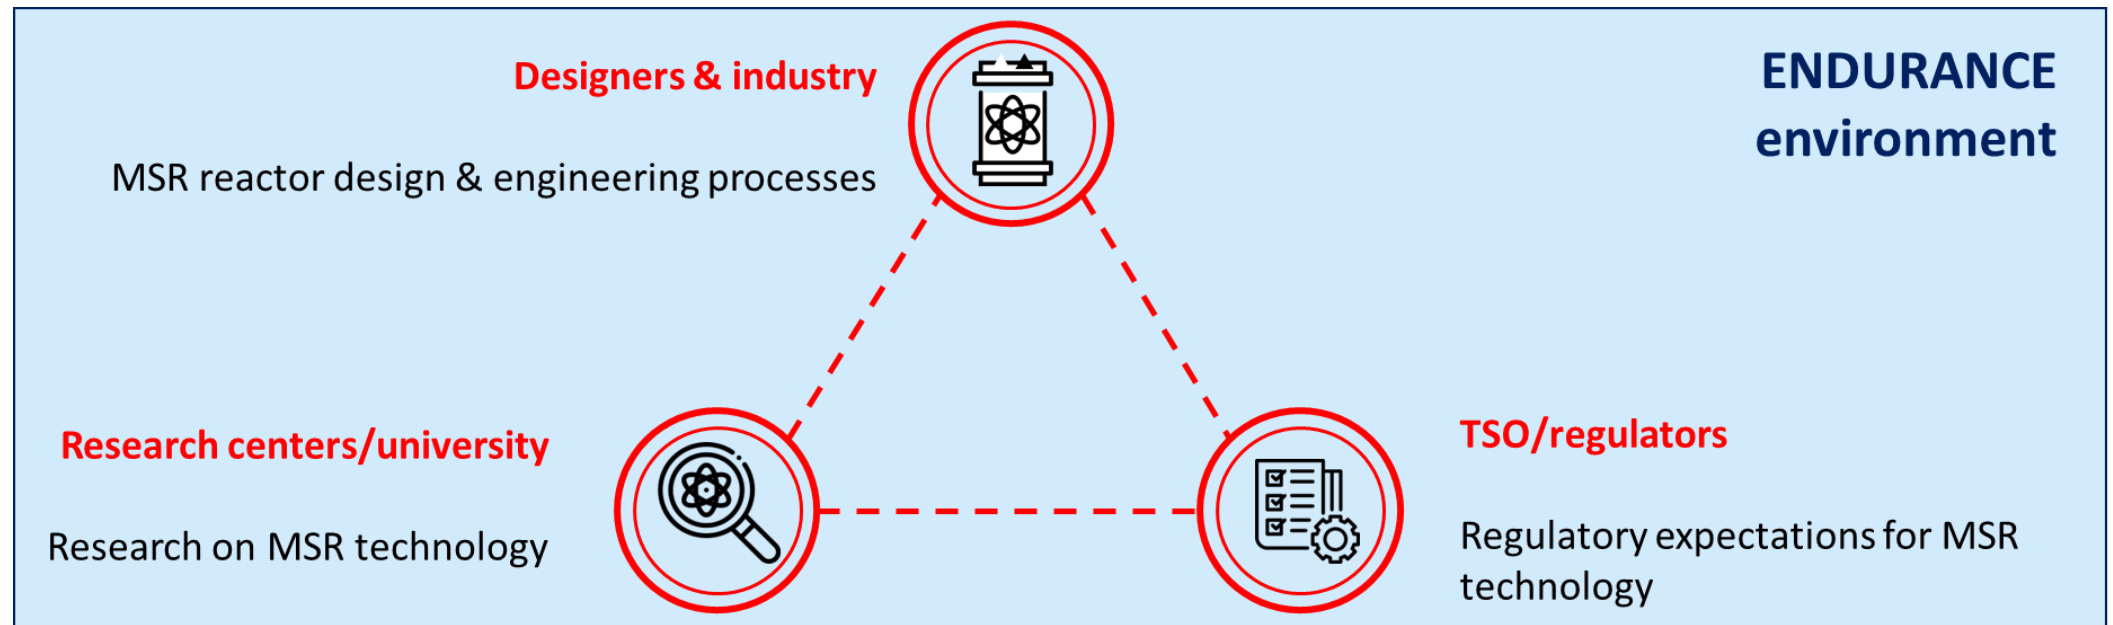 Designers & industry
MSR reactor design & engineering processes
ENDURANCE
environment
Research centers/university
Research on MSR technology
TSO/regulators
Regulatory expectations for MSR
technology